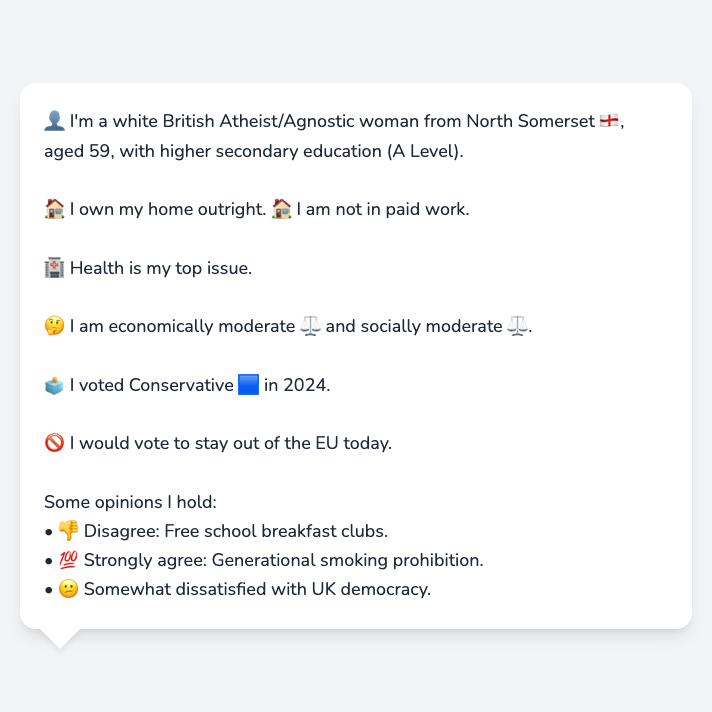 👤 I'm a white British Atheist/Agnostic woman from North Somerset 🏴󠁧󠁢󠁥󠁮󠁧󠁿,
aged 59, with higher secondary education (A Level).
🏠 I own my home outright. 🏠 I am not in paid work.
🏥 Health is my top issue.
🤔 I am economically moderate ⚖️ and socially moderate ⚖️.
🗳️ I voted Conservative 🟦 in 2024.
🚫 I would vote to stay out of the EU today.
Some opinions I hold:
• 👎 Disagree: Free school breakfast clubs.
• 💯 Strongly agree: Generational smoking prohibition.
• 😕 Somewhat dissatisfied with UK democracy.